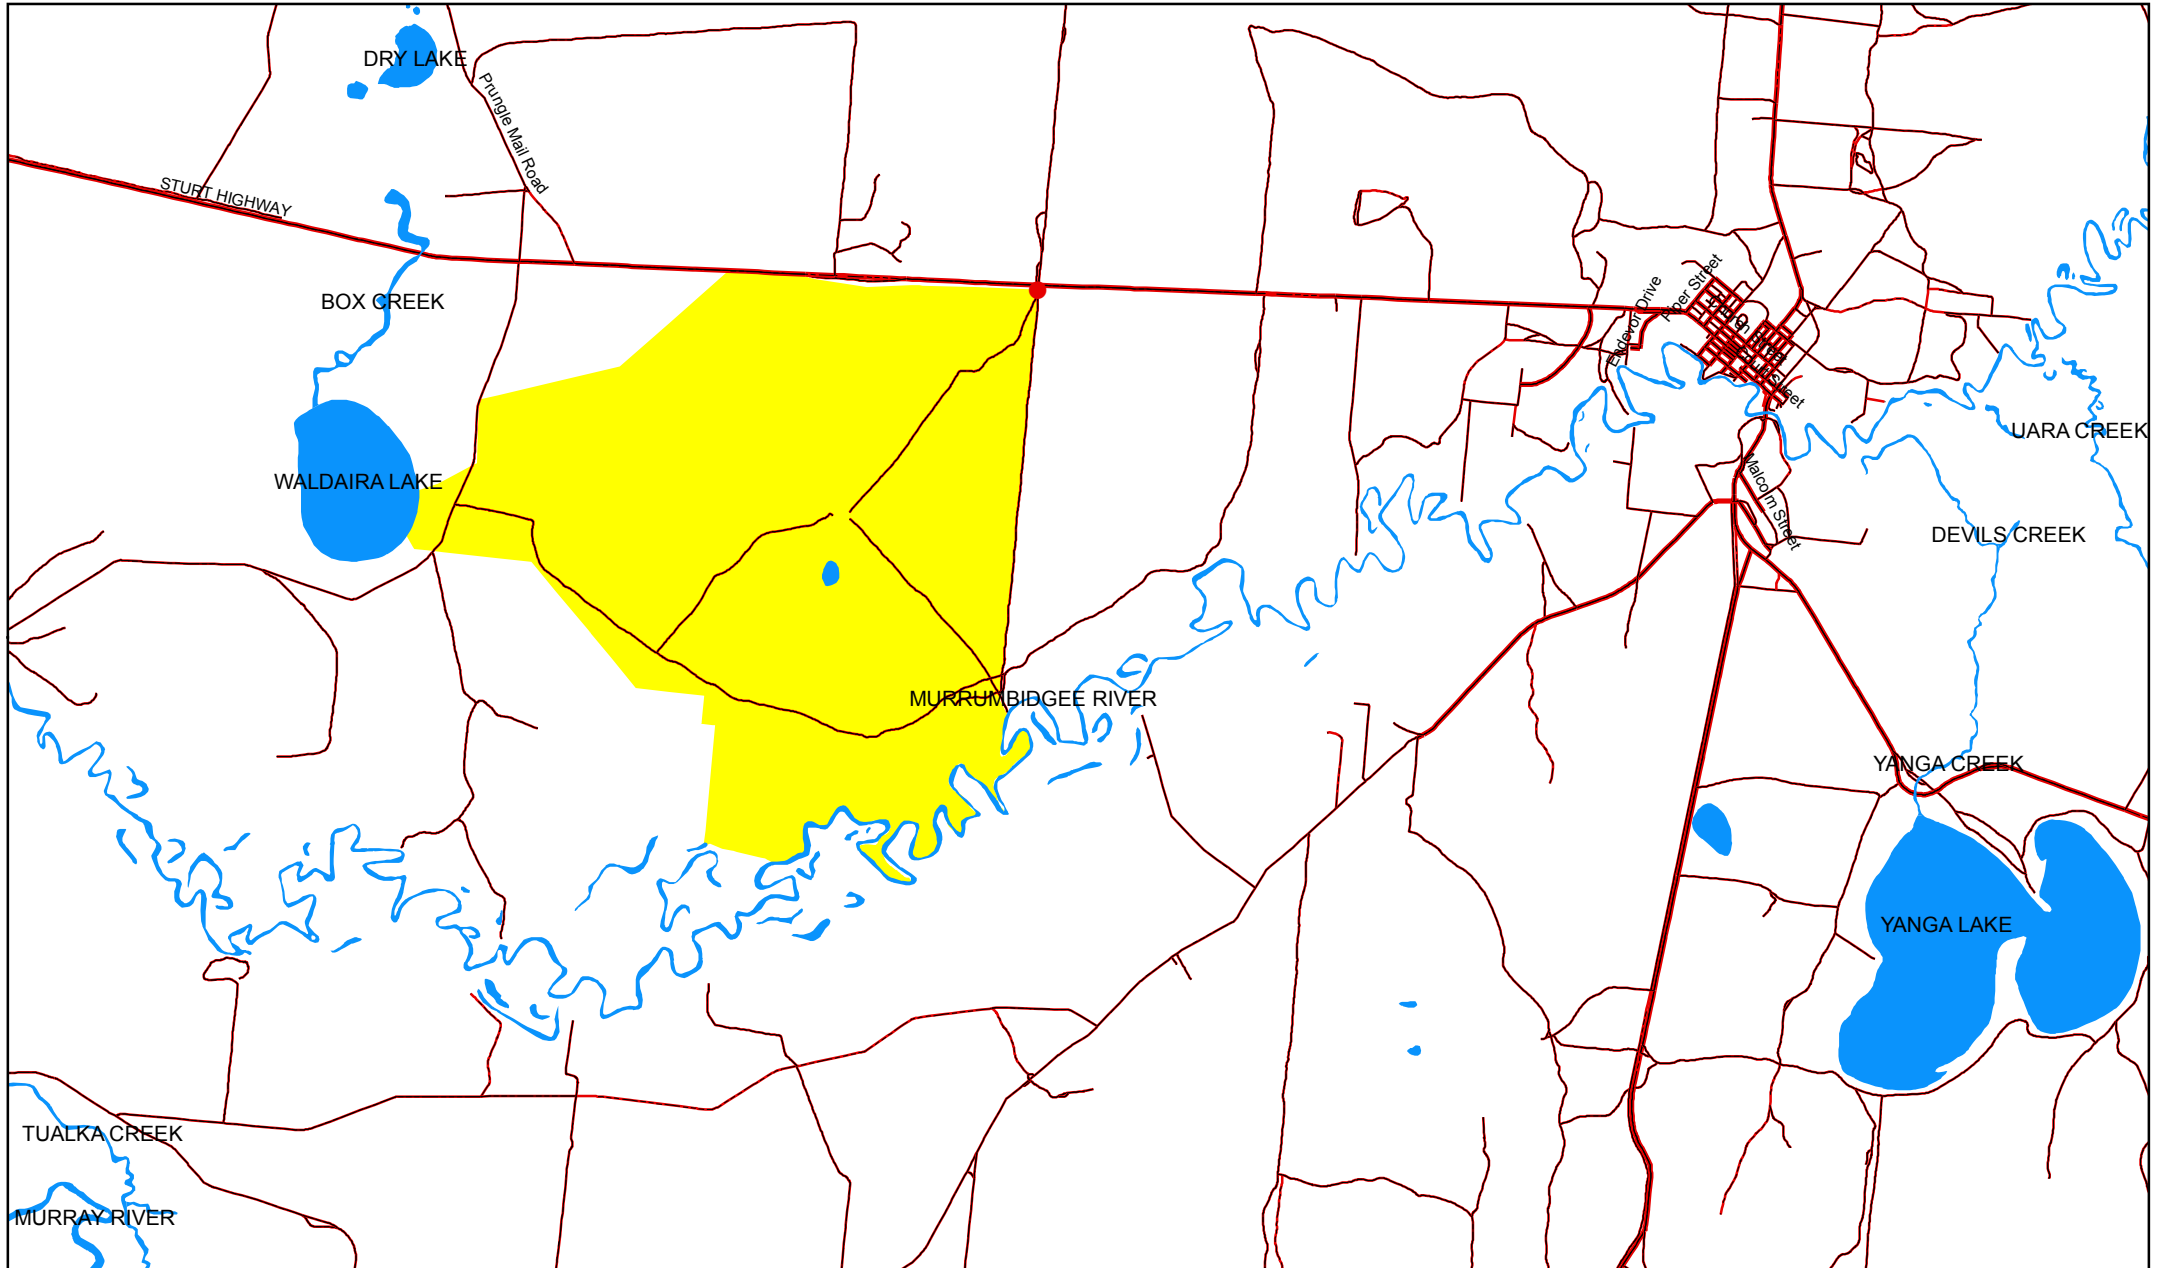 DRY LAKE
Prungle Mail Road
STURT HIGHWAY
BOX CREEK
Piper Street
Endevor Drive
UARA CREEK
WALDAIRA LAKE
Malcolm Street
DEVILS CREEK
MURRUMBIDGEE RIVER
YANGA CREEK
YANGA LAKE
TUALKA CREEK
MURRAY RIVER